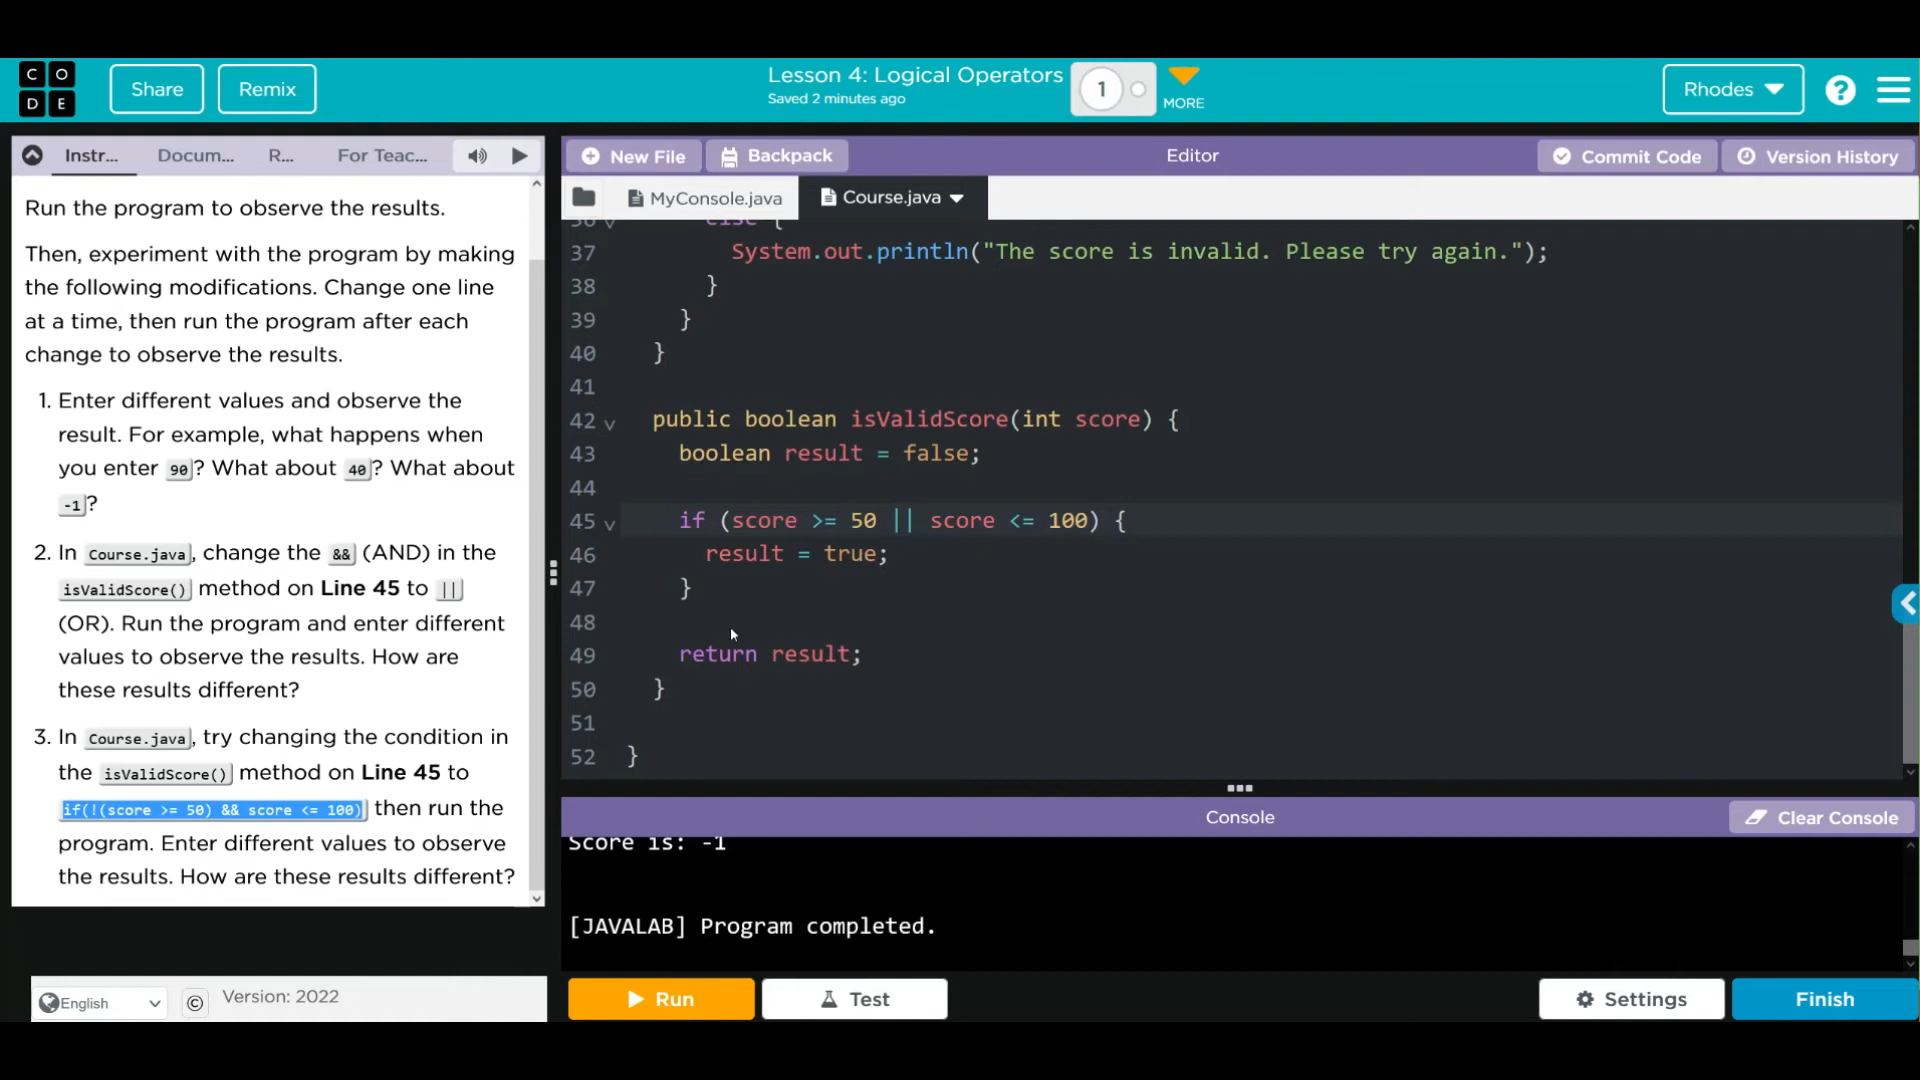 C O
D E
Share
Remix
Lesson 4: Logical Operators
Saved 2 minutes ago
1
MORE
Rhodes
?
Instr...
Docum...
R...
For Teac...
Run the program to observe the results.
Then, experiment with the program by making
the following modifications. Change one line
at a time, then run the program after each
change to observe the results.
1. Enter different values and observe the
result. For example, what happens when
you enter 90? What about 40? What about
-1?
2. In Course.java, change the && (AND) in the
isValidScore() method on Line 45 to ||
(OR). Run the program and enter different
values to observe the results. How are
these results different?
3. In Course.java, try changing the condition in
the isValidScore() method on Line 45 to
if(!(score >= 50) && score <= 100) then run the
program. Enter different values to observe
the results. How are these results different?
English
©
Version: 2022
New File
Backpack
Editor
Commit Code
Version History
MyConsole.java
Course.java
36 else {
37 System.out.println("The score is invalid. Please try again.");
38 }
39 }
40 }
41
42 public boolean isValidScore(int score) {
43 boolean result = false;
44
45 if (score >= 50 || score <= 100) {
46 result = true;
47 }
48
49 return result;
50 }
51
52 }
Console
Clear Console
Score is: -1
[JAVALAB] Program completed.
Run
Test
Settings
Finish